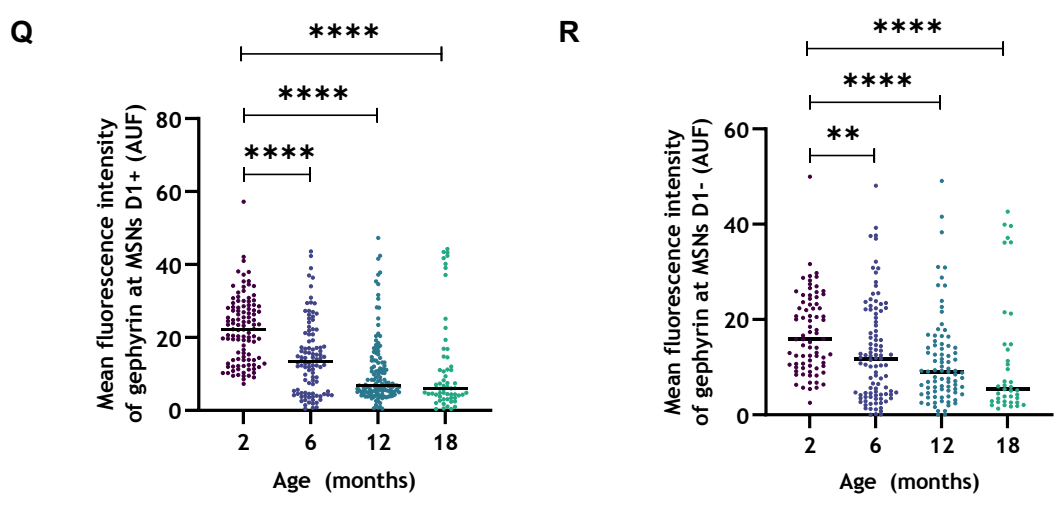 Q
****
****
****
Mean fluorescence intensity
of gephyrin at MSNs D1+ (AUF)
80
60
40
20
0
2 6 12 18
Age (months)
R
****
****
**
Mean fluorescence intensity
of gephyrin at MSNs D1- (AUF)
60
40
20
0
2 6 12 18
Age (months)